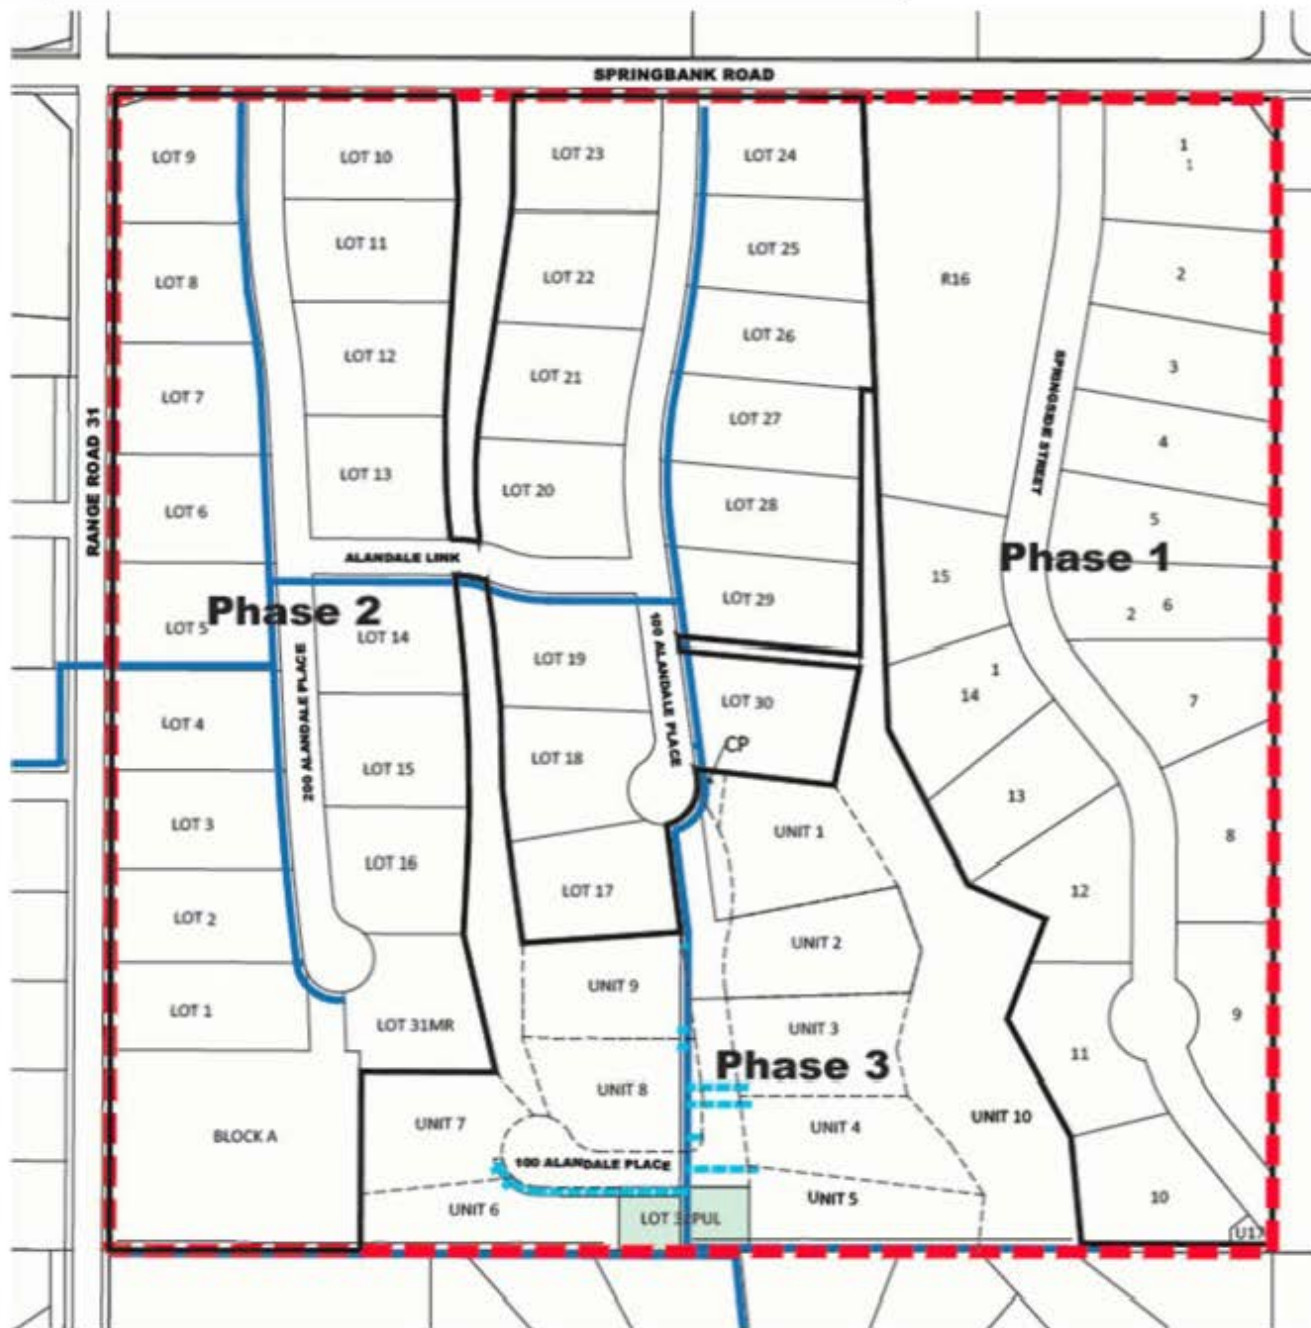 SPRINGBANK ROAD
LOT 9
LOT 10
LOT 23
LOT 24
1
1
LOT 8
LOT 11
LOT 22
LOT 25
R16
2
LOT 7
LOT 12
LOT 21
LOT 26
3
SPRINGSIDE STREET
RANGE ROAD 31
LOT 6
LOT 13
LOT 20
LOT 27
4
LOT 28
5
ALANDALE LINK
Phase 1
LOT 5
Phase 2
LOT 14
LOT 29
15
2
6
LOT 19
100 ALANDALE PLACE
200 ALANDALE PLACE
LOT 30
1
14
7
LOT 4
LOT 15
LOT 18
CP
13
LOT 3
LOT 16
UNIT 1
8
LOT 2
LOT 17
12
UNIT 2
LOT 1
LOT 31MR
UNIT 9
UNIT 3
9
11
Phase 3
UNIT 8
BLOCK A
UNIT 7
UNIT 4
UNIT 10
100 ALANDALE PLACE
UNIT 6
LOT 32PUL
UNIT 5
10